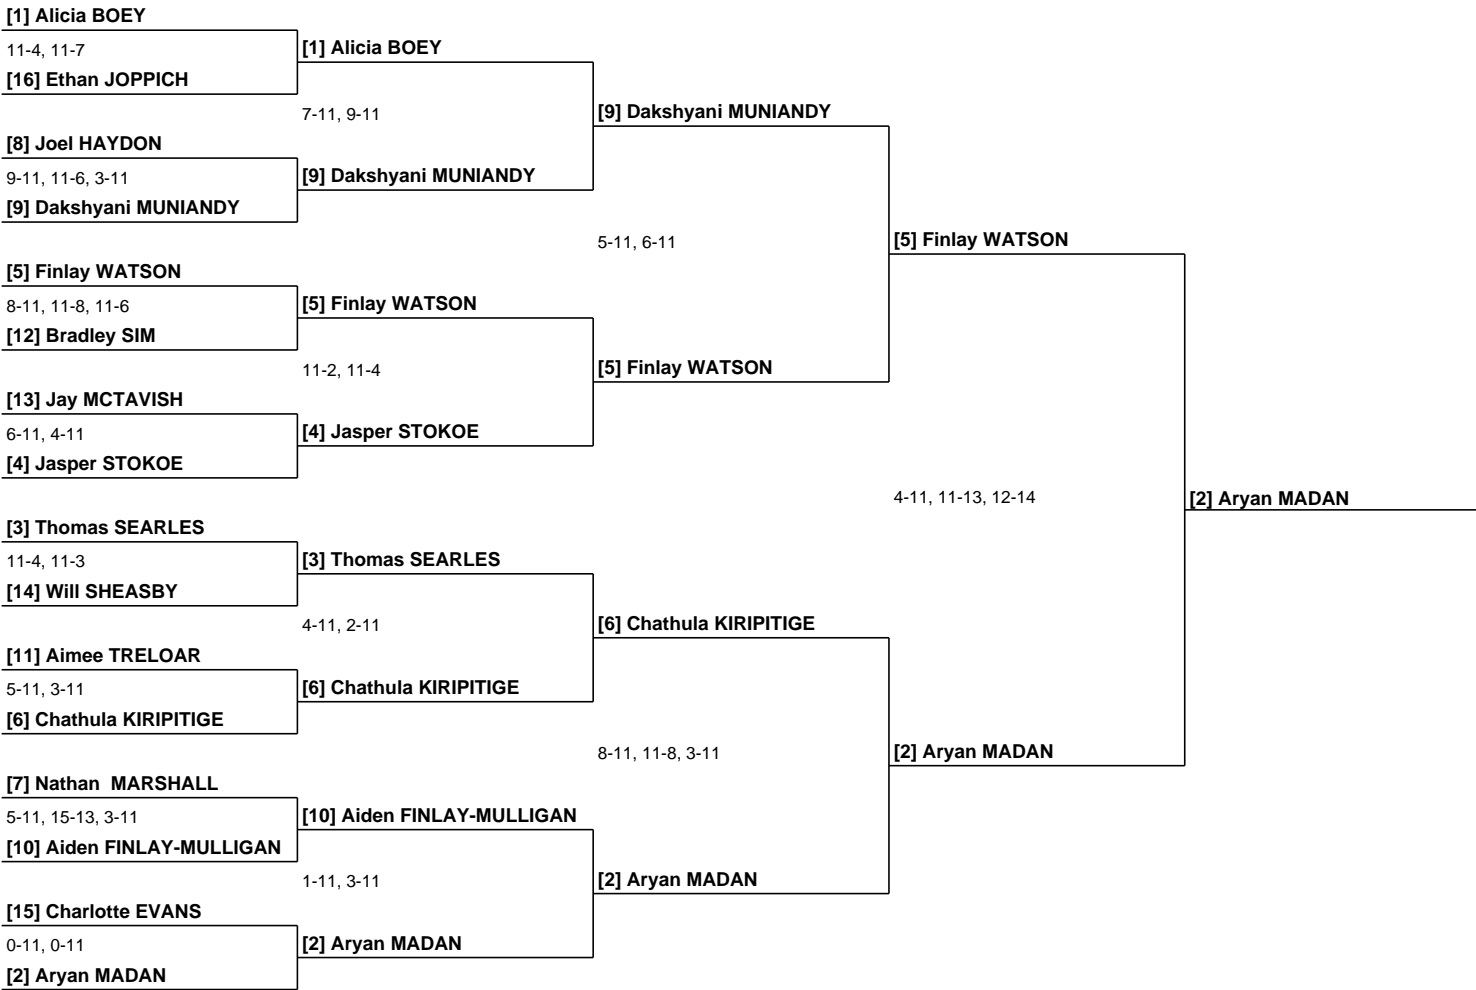 [1] Alicia BOEY
11-4, 11-7
[16] Ethan JOPPICH
[8] Joel HAYDON
9-11, 11-6, 3-11
[9] Dakshyani MUNIANDY
[5] Finlay WATSON
8-11, 11-8, 11-6
[12] Bradley SIM
[13] Jay MCTAVISH
6-11, 4-11
[4] Jasper STOKOE
[3] Thomas SEARLES
11-4, 11-3
[14] Will SHEASBY
[11] Aimee TRELOAR
5-11, 3-11
[6] Chathula KIRIPITIGE
[7] Nathan  MARSHALL
5-11, 15-13, 3-11
[10] Aiden FINLAY-MULLIGAN
[15] Charlotte EVANS
0-11, 0-11
[2] Aryan MADAN
[1] Alicia BOEY
7-11, 9-11
[9] Dakshyani MUNIANDY
[5] Finlay WATSON
11-2, 11-4
[4] Jasper STOKOE
[3] Thomas SEARLES
4-11, 2-11
[6] Chathula KIRIPITIGE
[10] Aiden FINLAY-MULLIGAN
1-11, 3-11
[2] Aryan MADAN
[9] Dakshyani MUNIANDY
5-11, 6-11
[5] Finlay WATSON
[6] Chathula KIRIPITIGE
8-11, 11-8, 3-11
[2] Aryan MADAN
[5] Finlay WATSON
4-11, 11-13, 12-14
[2] Aryan MADAN
[2] Aryan MADAN